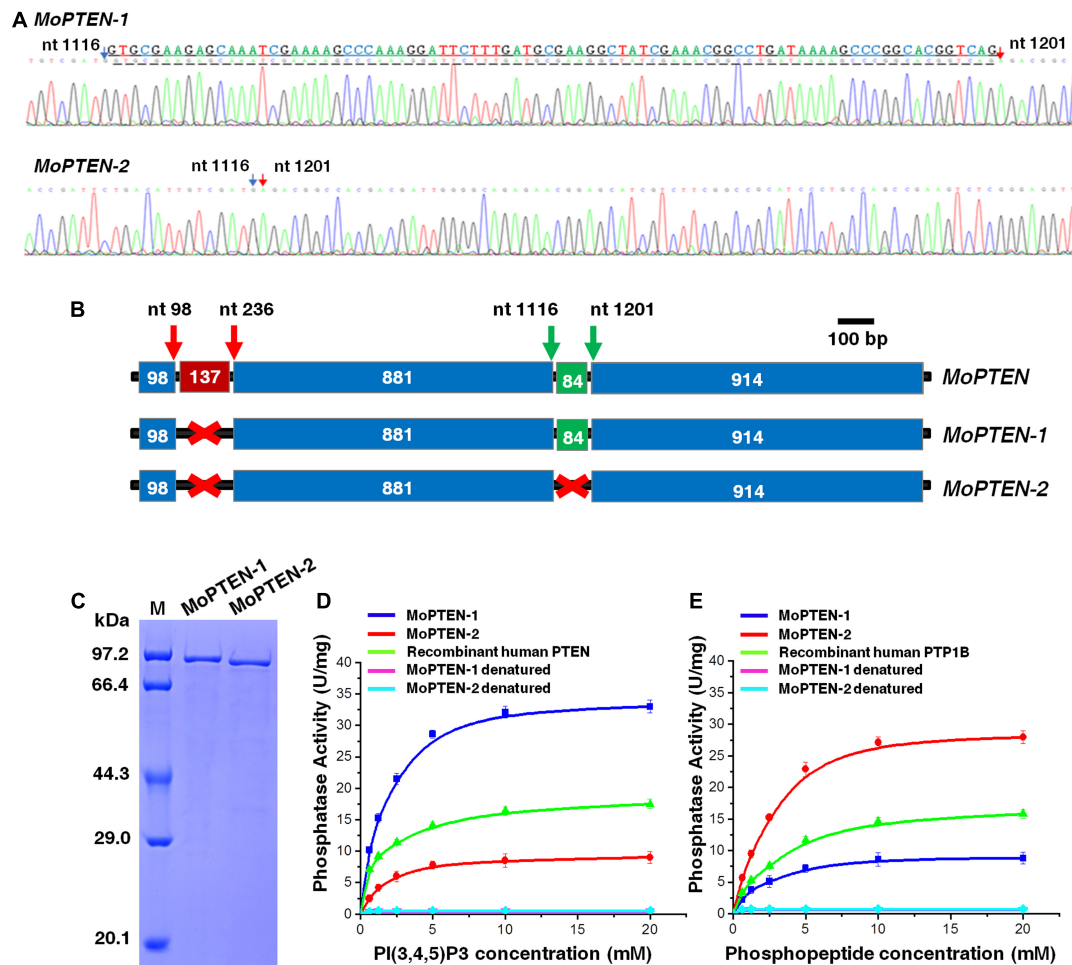 A MoPTEN-1
nt 1116 GTGCGAAGAGCAAATCGAAAAGCCCAAAGGATTCTTTGATGCGAAGGCTATCGAAACGGCCTGATAAAAGCCCGGCACGGTCAG nt 1201
MoPTEN-2
nt 1116 nt 1201
B
nt 98 nt 236 nt 1116 nt 1201
100 bp
98 137 881 84 914 MoPTEN
98 881 84 914 MoPTEN-1
98 881 914 MoPTEN-2
C
kDa M MoPTEN-1 MoPTEN-2
97.2
66.4
44.3
29.0
20.1
D
MoPTEN-1
MoPTEN-2
Recombinant human PTEN
MoPTEN-1 denatured
MoPTEN-2 denatured
Phosphatase Activity (U/mg)
40
35
30
25
20
15
10
5
0
0 5 10 15 20
PI(3,4,5)P3 concentration (mM)
E
MoPTEN-1
MoPTEN-2
Recombinant human PTP1B
MoPTEN-1 denatured
MoPTEN-2 denatured
Phosphatase Activity (U/mg)
40
35
30
25
20
15
10
5
0
0 5 10 15 20
Phosphopeptide concentration (mM)